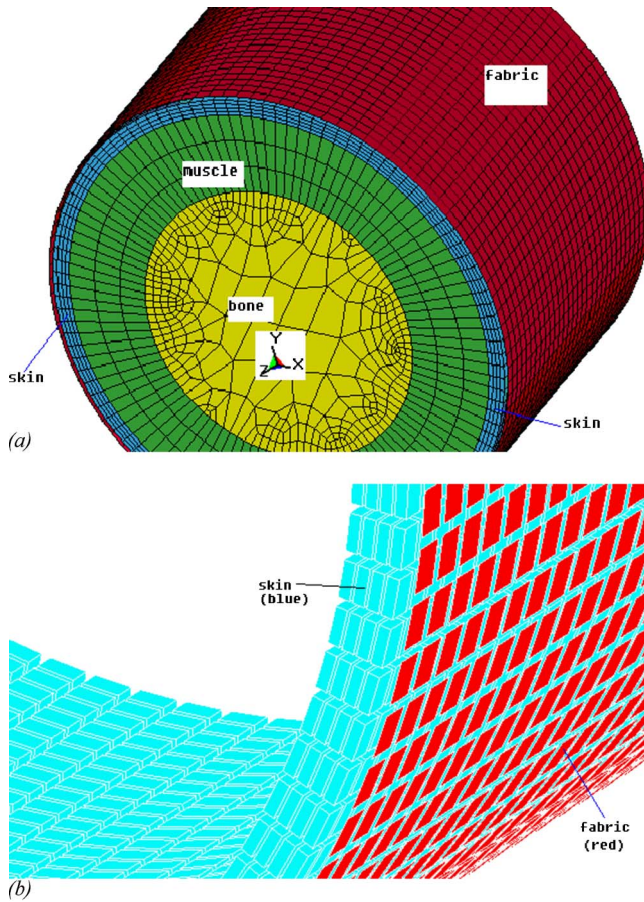 fabric
muscle
bone
Y
Z X
skin
skin
(a)
skin
(blue)
fabric
(red)
(b)